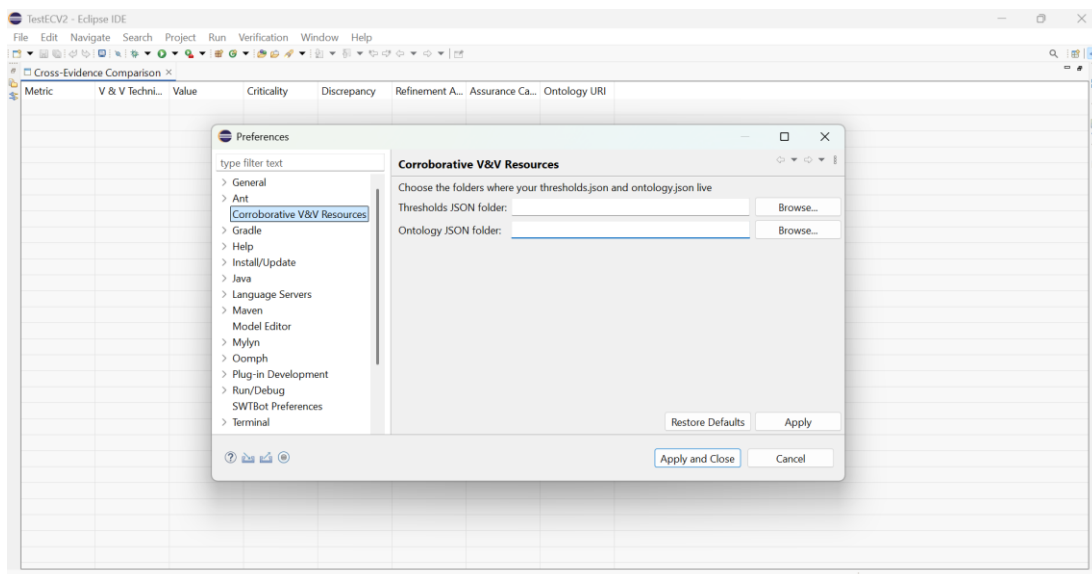 TestECV2 - Eclipse IDE
File Edit Navigate Search Project Run Verification Window Help
Cross-Evidence Comparison
Metric V & V Techni... Value Criticality Discrepancy Refinement A... Assurance Ca... Ontology URI
Preferences
type filter text
General
Ant
Corroborative V&V Resources
Gradle
Help
Install/Update
Java
Language Servers
Maven
Model Editor
Mylyn
Oomph
Plug-in Development
Run/Debug
SWTBot Preferences
Terminal
Corroborative V&V Resources
Choose the folders where your thresholds.json and ontology.json live
Thresholds JSON folder: Browse...
Ontology JSON folder: Browse...
Restore Defaults Apply
Apply and Close Cancel